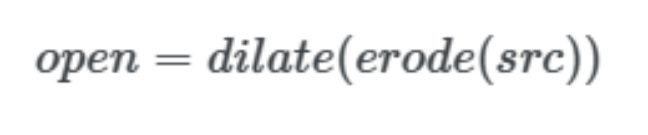 open = dilate(erode(src))